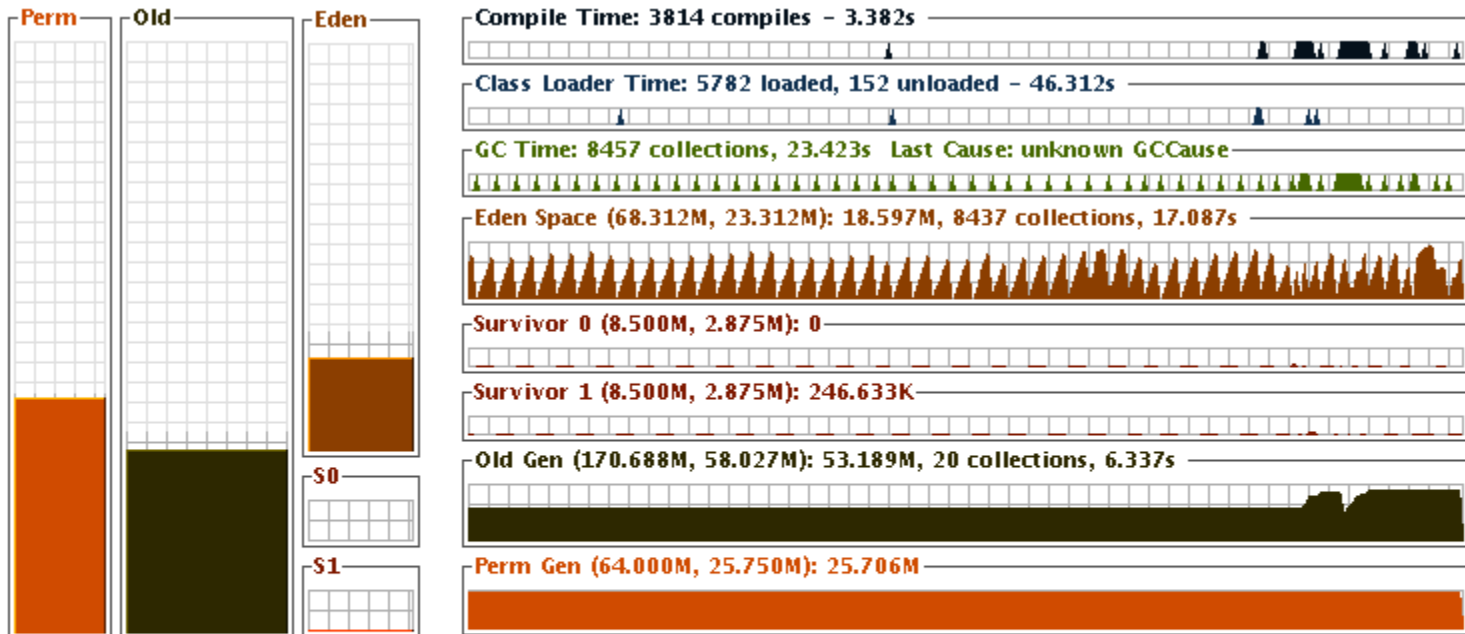 Perm
Old
Eden
S0
S1
Compile Time: 3814 compiles - 3.382s
Class Loader Time: 5782 loaded, 152 unloaded - 46.312s
GC Time: 8457 collections, 23.423s Last Cause: unknown GCCause
Eden Space (68.312M, 23.312M): 18.597M, 8437 collections, 17.087s
Survivor 0 (8.500M, 2.875M): 0
Survivor 1 (8.500M, 2.875M): 246.633K
Old Gen (170.688M, 58.027M): 53.189M, 20 collections, 6.337s
Perm Gen (64.000M, 25.750M): 25.706M